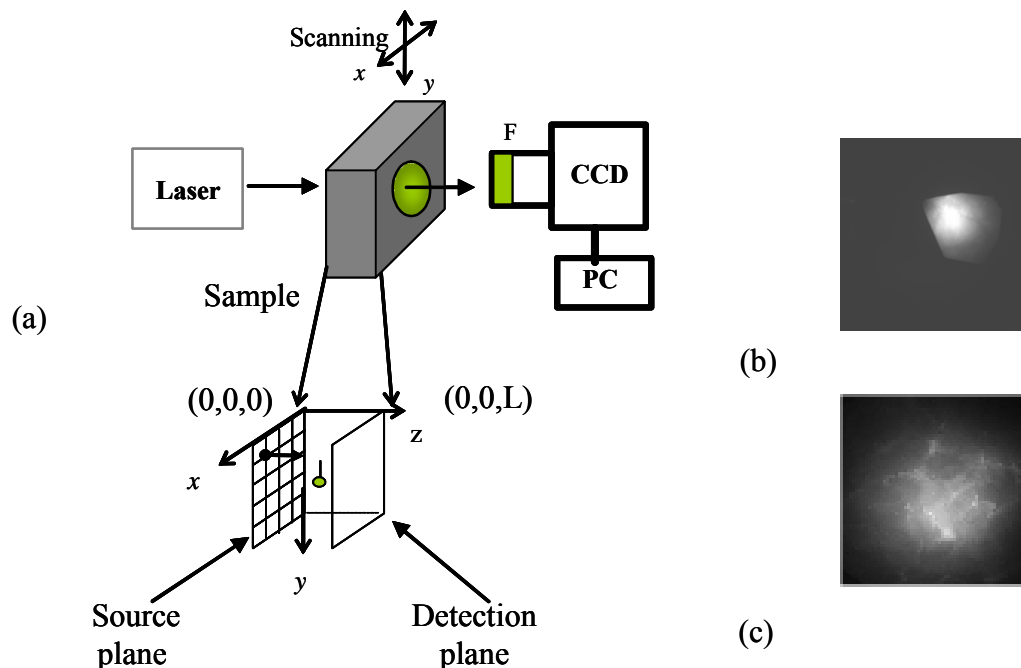 Scanning
x
y
F
Laser
CCD
PC
Sample
(a)
(b)
(0,0,0)
(0,0,L)
z
x
y
Source
plane
Detection
plane
(c)